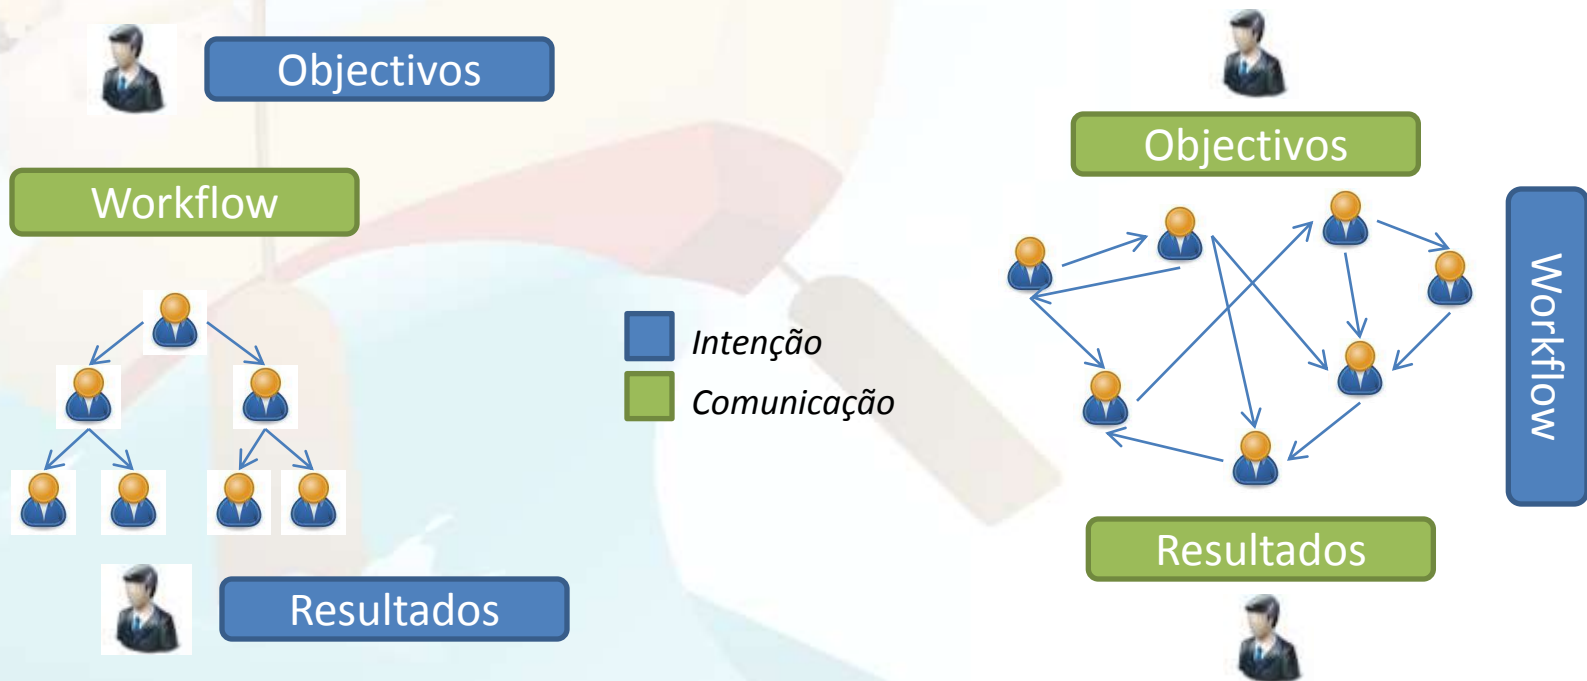 Objectivos
Workflow
Resultados
Intenção
Comunicação
Objectivos
Workflow
Resultados